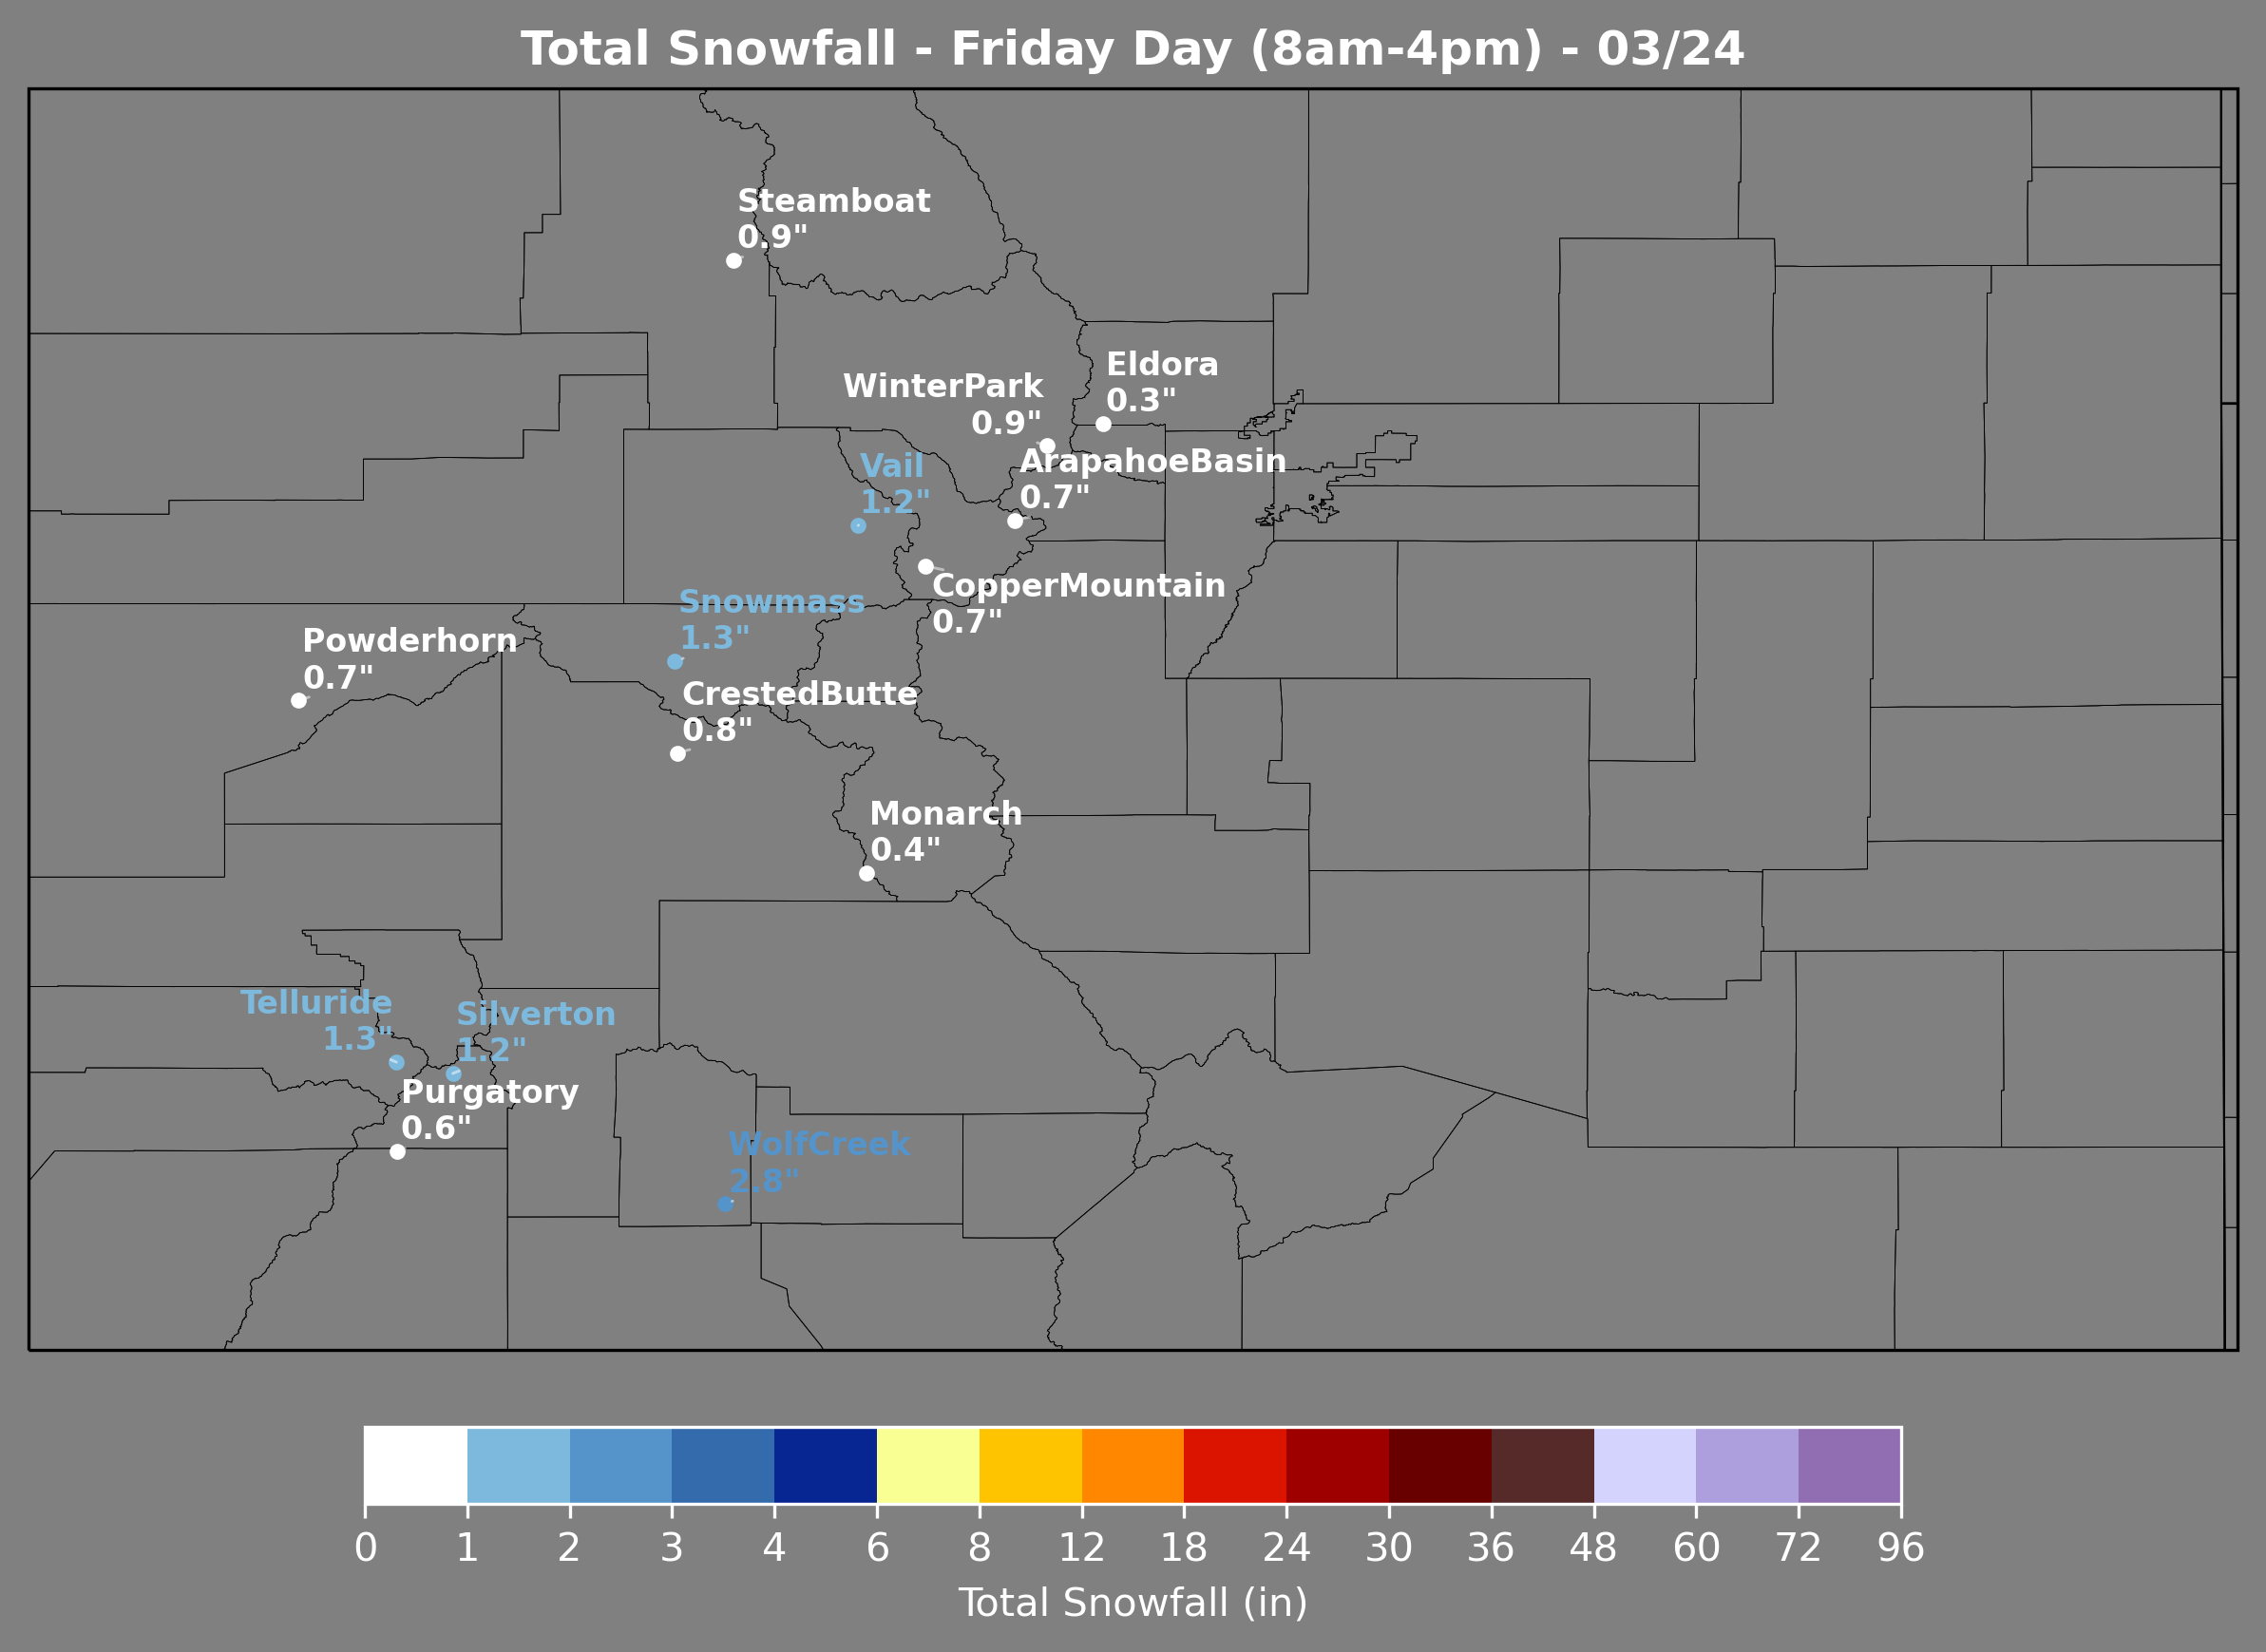 Total Snowfall - Friday Day (8am-4pm) - 03/24
Steamboat
0.9"
Eldora
0.3"
WinterPark
0.9"
ArapahoeBasin
0.7"
Vail
1.2"
CopperMountain
0.7"
Snowmass
1.3"
Powderhorn
0.7"
CrestedButte
0.8"
Monarch
0.4"
Telluride
1.3"
Silverton
1.2"
Purgatory
0.6"
WolfCreek
2.8"
0 1 2 3 4 6 8 12 18 24 30 36 48 60 72 96
Total Snowfall (in)